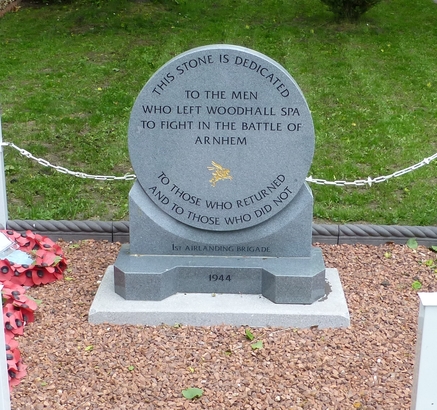 THIS STONE IS DEDICATED
TO THE MEN
WHO LEFT WOODHALL SPA
TO FIGHT IN THE BATTLE OF
ARNHEM
TO THOSE WHO RETURNED
AND TO THOSE WHO DID NOT
1ST AIRLANDING BRIGADE
1944